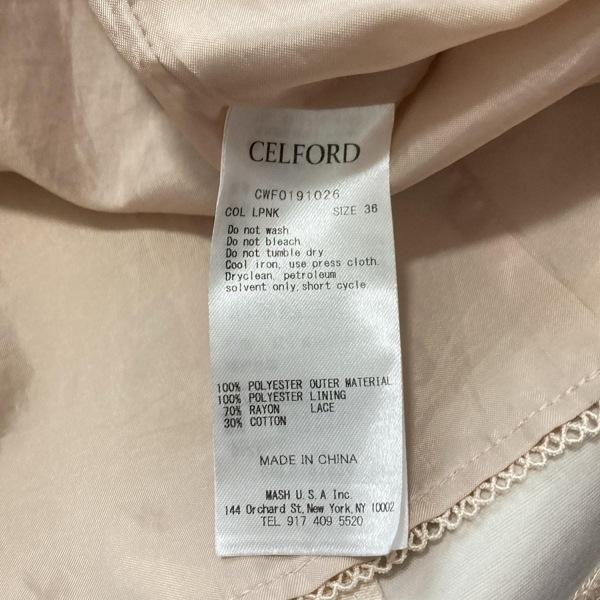 CELFORD
CWF0191026
COL LPNK SIZE 36
Do not wash
Do not bleach
Do not tumble dry
Cool iron, use press cloth.
Dryclean, petroleum
solvent only, short cycle
100% POLYESTER OUTER MATERIAL
100% POLYESTER LINING
70% RAYON LACE
30% COTTON
MADE IN CHINA
MASH U.S.A Inc.
144 Orchard St, New York, NY 10002
TEL 917 409 5520